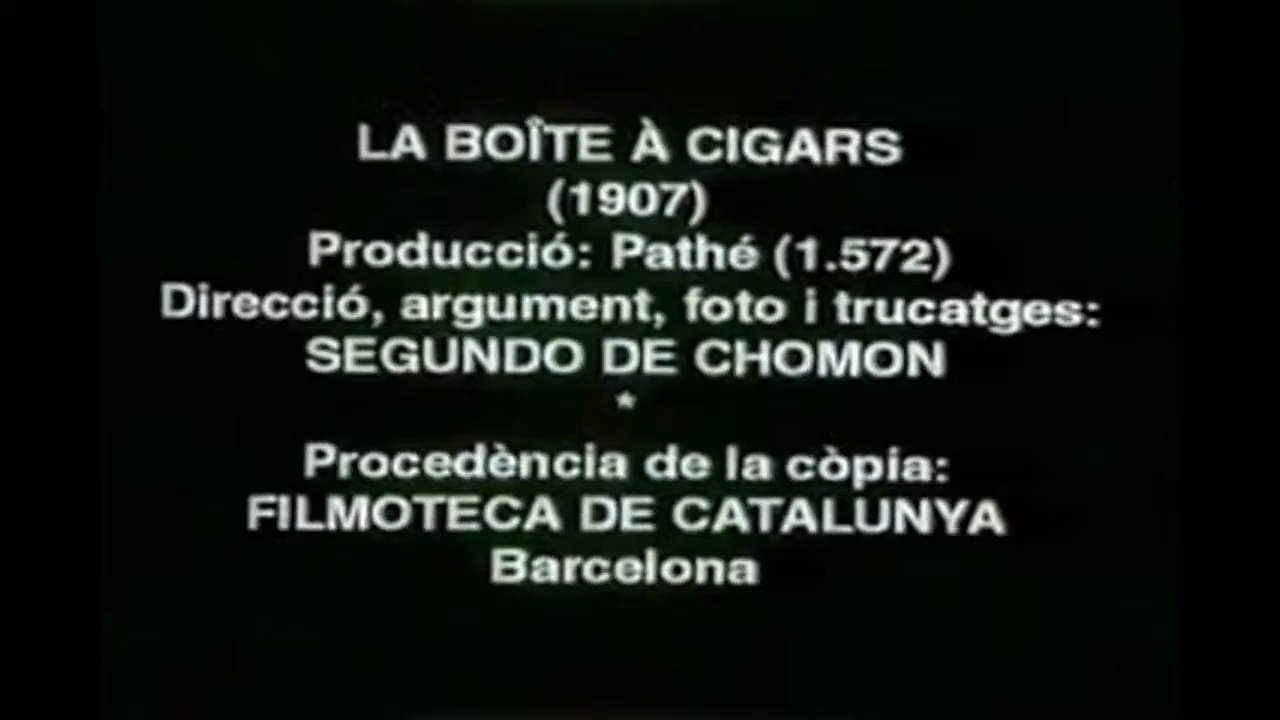 LA BOÎTE À CIGARS
(1907)
Producció: Pathé (1.572)
Direcció, argument, foto i trucatges:
SEGUNDO DE CHOMON
*
Procedència de la còpia:
FILMOTECA DE CATALUNYA
Barcelona